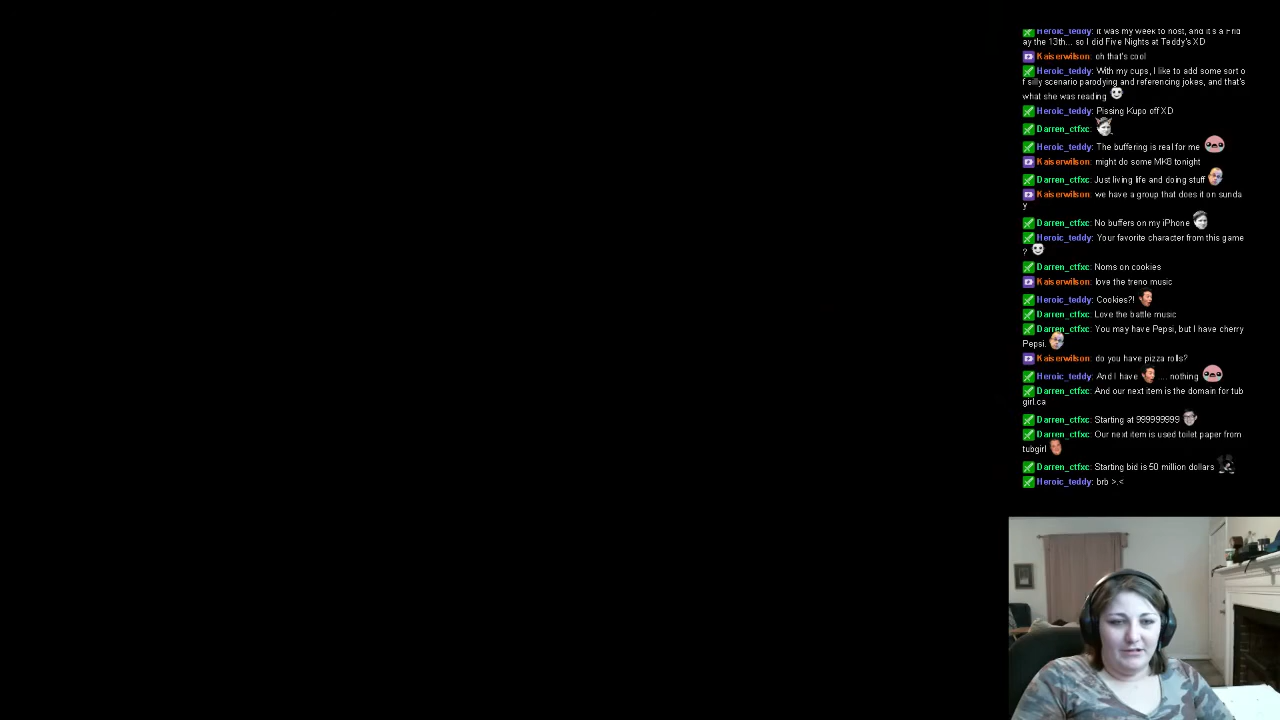 Heroic_teddy: It was my week to host, and it's a Frid
ay the 13th... so I did Five Nights at Teddy's XD
Kaiserwilson: oh that's cool
Heroic_teddy: With my cups, I like to add some sort o
f silly scenario parodying and referencing jokes, and that's
what she was reading
Heroic_teddy: Pissing Kupo off XD
Darren_ctfxc:
Heroic_teddy: The buffering is real for me
Kaiserwilson: might do some MK8 tonight
Darren_ctfxc: Just living life and doing stuff
Kaiserwilson: we have a group that does it on sunda
y
Darren_ctfxc: No buffers on my iPhone
Heroic_teddy: Your favorite character from this game
?
Darren_ctfxc: Noms on cookies
Kaiserwilson: love the treno music
Heroic_teddy: Cookies?!
Darren_ctfxc: Love the battle music
Darren_ctfxc: You may have Pepsi, but I have cherry
Pepsi.
Kaiserwilson: do you have pizza rolls?
Heroic_teddy: And I have ... nothing
Darren_ctfxc: And our next item is the domain for tub
girl.ca
Darren_ctfxc: Starting at 999999999
Darren_ctfxc: Our next item is used toilet paper from
tubgirl
Darren_ctfxc: Starting bid is 50 million dollars
Heroic_teddy: brb >.<